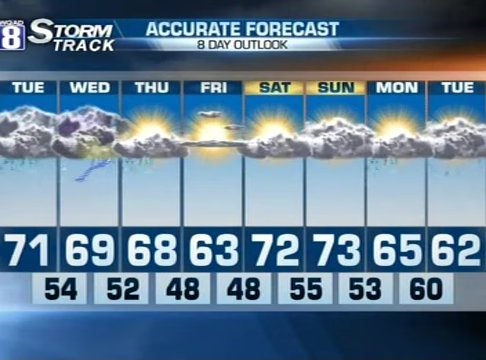 WQAD
8 STORM TRACK
ACCURATE FORECAST
8 DAY OUTLOOK
TUE WED THU FRI SAT SUN MON TUE
71 69 68 63 72 73 65 62
54 52 48 48 55 53 60